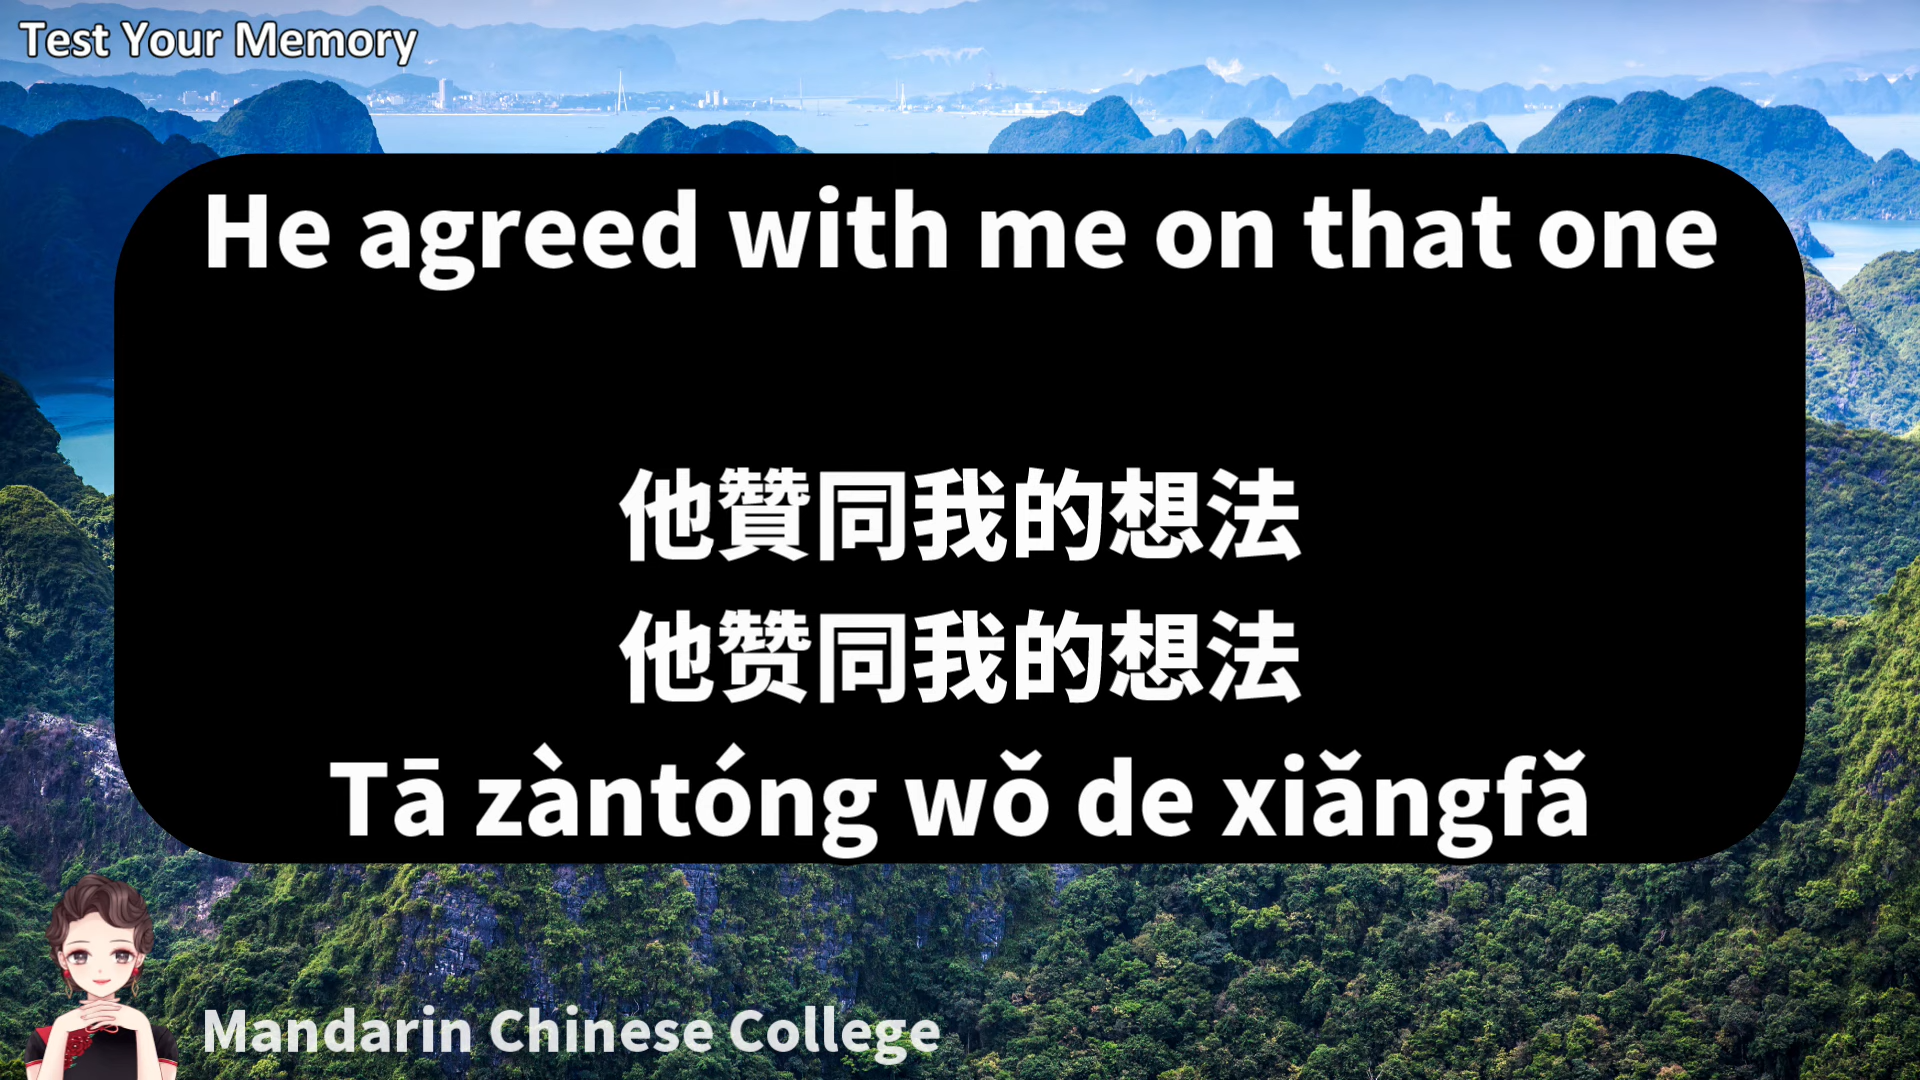 Test Your Memory
He agreed with me on that one
他贊同我的想法
他赞同我的想法
Tā zàntóng wǒ de xiǎngfǎ
Mandarin Chinese College